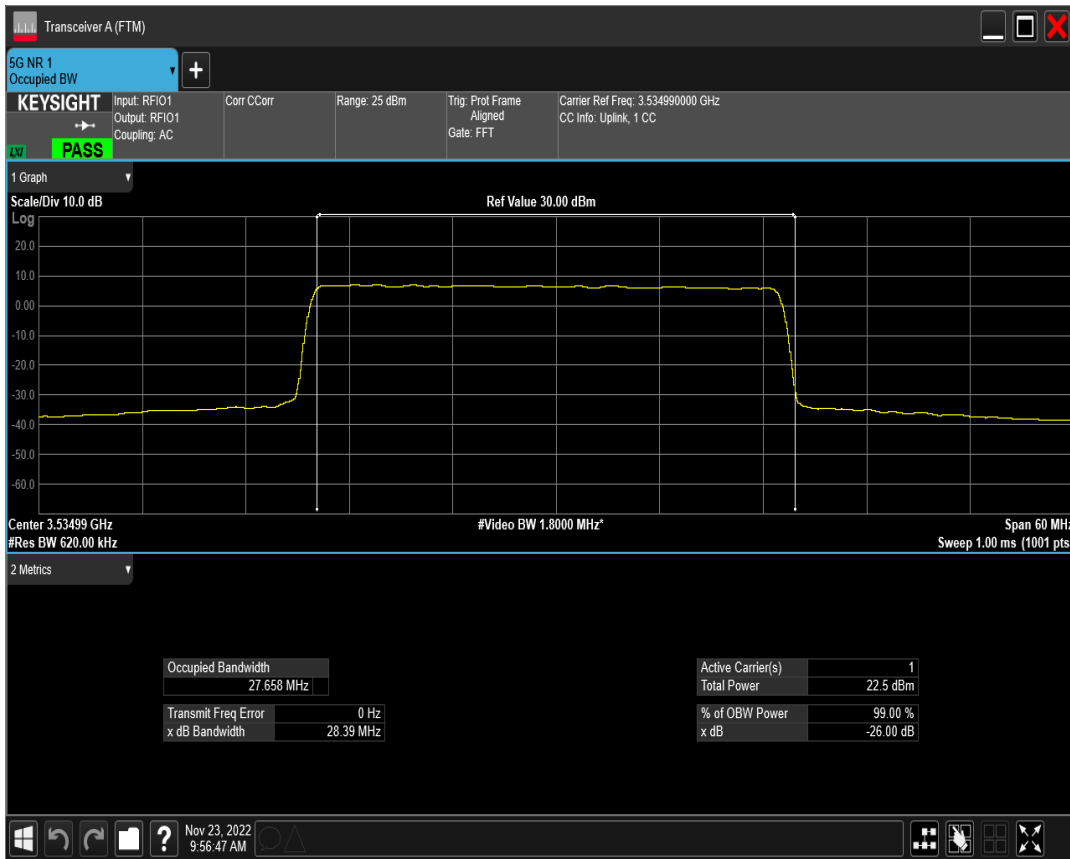 Transceiver A (FTM)
5G NR 1
Occupied BW
+
KEYSIGHT
LXI
PASS
Input: RFIO1
Output: RFIO1
Coupling: AC
Corr CCorr
Range: 25 dBm
Trig: Prot Frame
Aligned
Gate: FFT
Carrier Ref Freq: 3.534990000 GHz
CC Info: Uplink, 1 CC
1 Graph
Scale/Div 10.0 dB
Ref Value 30.00 dBm
Log
20.0
10.0
0.00
-10.0
-20.0
-30.0
-40.0
-50.0
-60.0
Center 3.53499 GHz
#Video BW 1.8000 MHz*
Span 60 MHz
#Res BW 620.00 kHz
Sweep 1.00 ms (1001 pts
2 Metrics
Occupied Bandwidth
27.658 MHz
Transmit Freq Error 0 Hz
x dB Bandwidth 28.39 MHz
Active Carrier(s) 1
Total Power 22.5 dBm
% of OBW Power 99.00 %
x dB -26.00 dB
?
Nov 23, 2022
9:56:47 AM